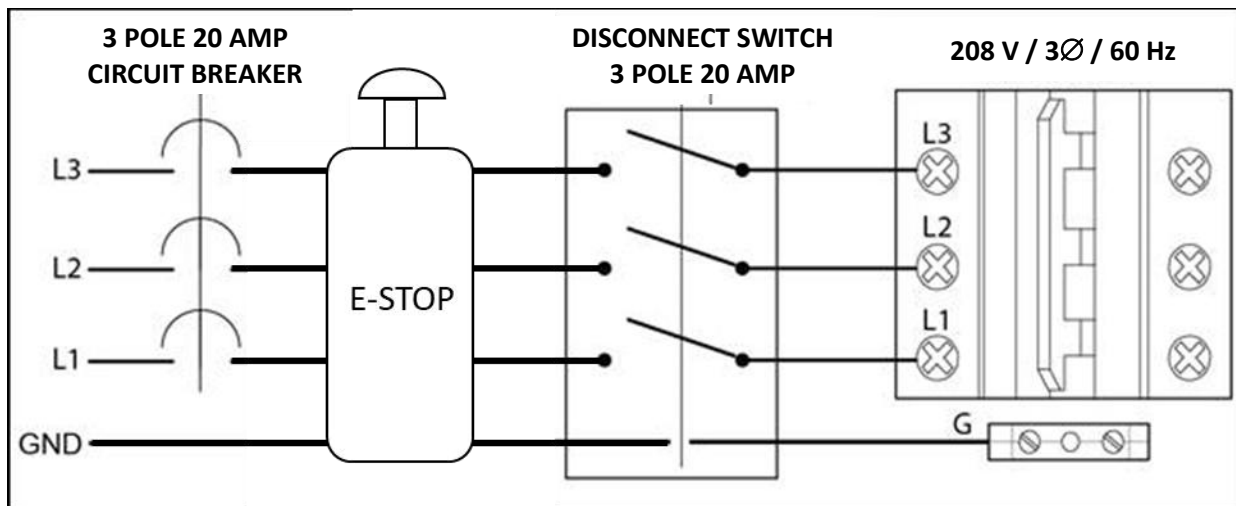 3 POLE 20 AMP
CIRCUIT BREAKER
DISCONNECT SWITCH
3 POLE 20 AMP
208 V / 3∅ / 60 Hz
L3
L3
L2
L2
E-STOP
L1
L1
GND
G